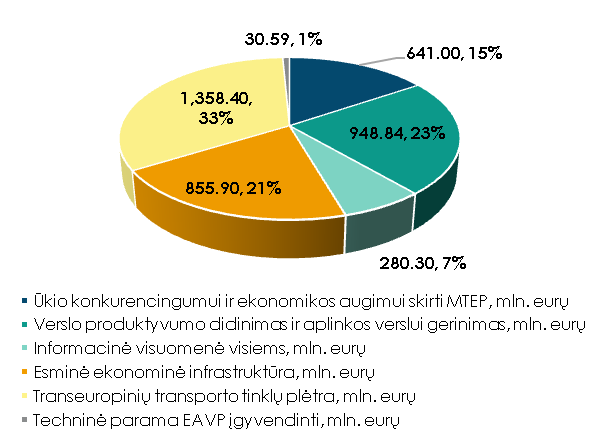 30.59, 1%
641.00, 15%
1,358.40,
33%
948.84, 23%
855.90, 21%
280.30, 7%
Ūkio konkurencingumui ir ekonomikos augimui skirti MTEP, mln. eurų
Verslo produktyvumo didinimas ir aplinkos verslui gerinimas, mln. eurų
Informacinė visuomenė visiems, mln. eurų
Esminė ekonominė infrastruktūra, mln. eurų
Transeuropinių transporto tinklų plėtra, mln. eurų
Techninė parama EAVP įgyvendinti, mln. eurų